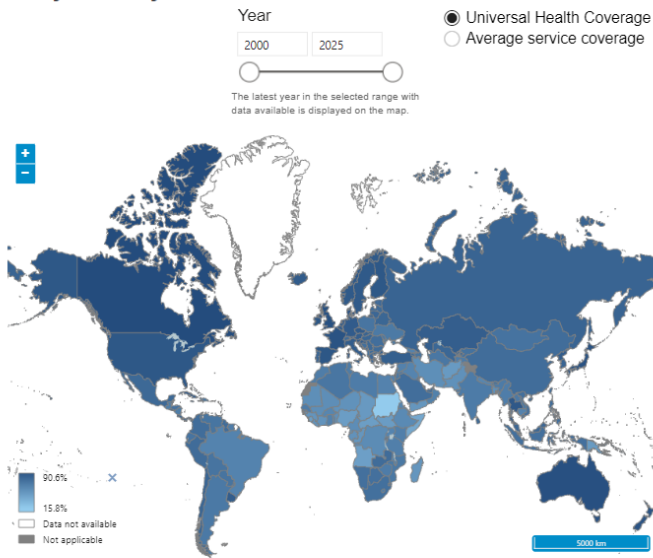 Year
Universal Health Coverage
Average service coverage
2000
2025
The latest year in the selected range with
data available is displayed on the map.
+
−
90.6%
15.8%
Data not available
Not applicable
5000 km